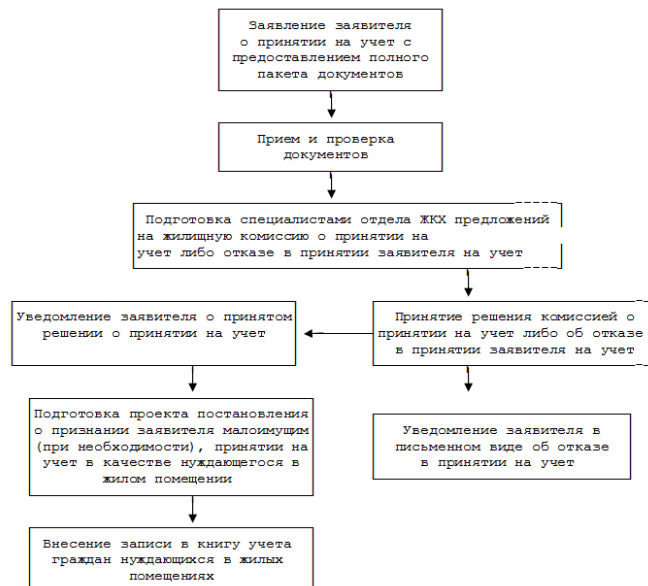 Заявление заявителя
о принятии на учет с
предоставлением полного
пакета документов
Прием и проверка
документов
Подготовка специалистами отдела ЖКХ предложений
на жилищную комиссию о принятии на
учет либо отказе в принятии заявителя на учет
Уведомление заявителя о принятом
решении о принятии на учет
Принятие решения комиссией о
принятии на учет либо об отказе
в принятии заявителя на учет
Подготовка проекта постановления
о признании заявителя малоимущим
(при необходимости), принятии на
учет в качестве нуждающегося в
жилом помещении
Уведомление заявителя в
письменном виде об отказе
в принятии на учет
Внесение записи в книгу учета
граждан нуждающихся в жилых
помещениях